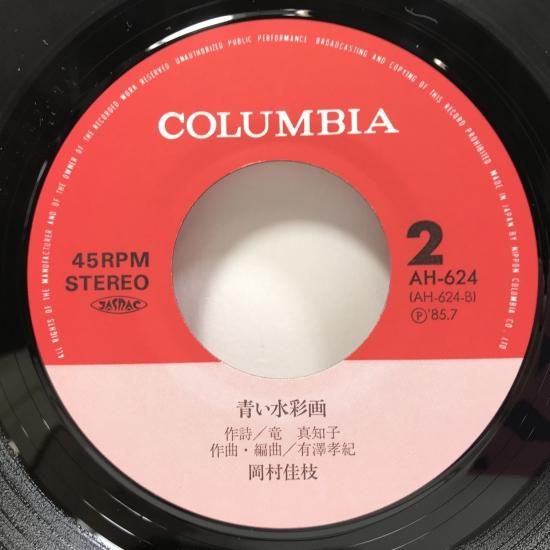 ALL RIGHTS OF THE MANUFACTURER AND OF THE OWNER OF THE RECORDED WORK RESERVED UNAUTHORIZED PUBLIC PERFORMANCE BROADCASTING AND COPYING OF THIS RECORD PROHIBITED. MADE IN JAPAN BY NIPPON COLUMBIA CO., LTD
COLUMBIA
45RPM
STEREO
JASRAC
2
AH-624
(AH-624-B)
Ⓟ'85.7
青い水彩画
作詩／竜 真知子
作曲・編曲／有澤孝紀
岡村佳枝